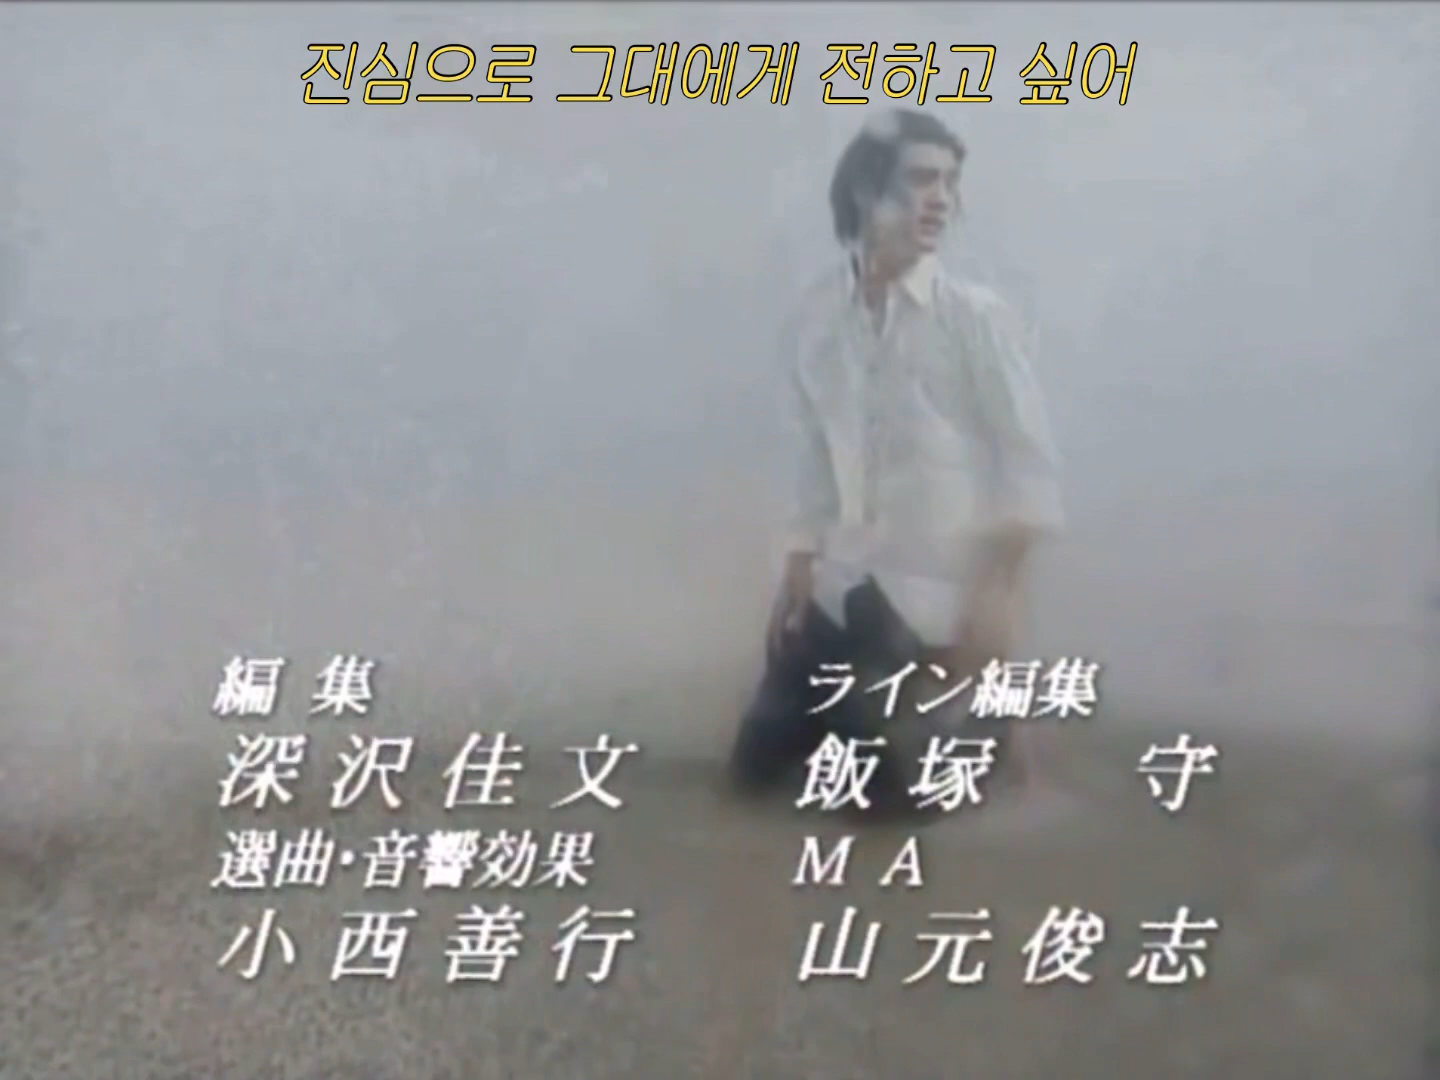 진심으로 그대에게 전하고 싶어
編集
深沢佳文
選曲・音響効果
小西善行
ライン編集
飯塚 守
MA
山元俊志